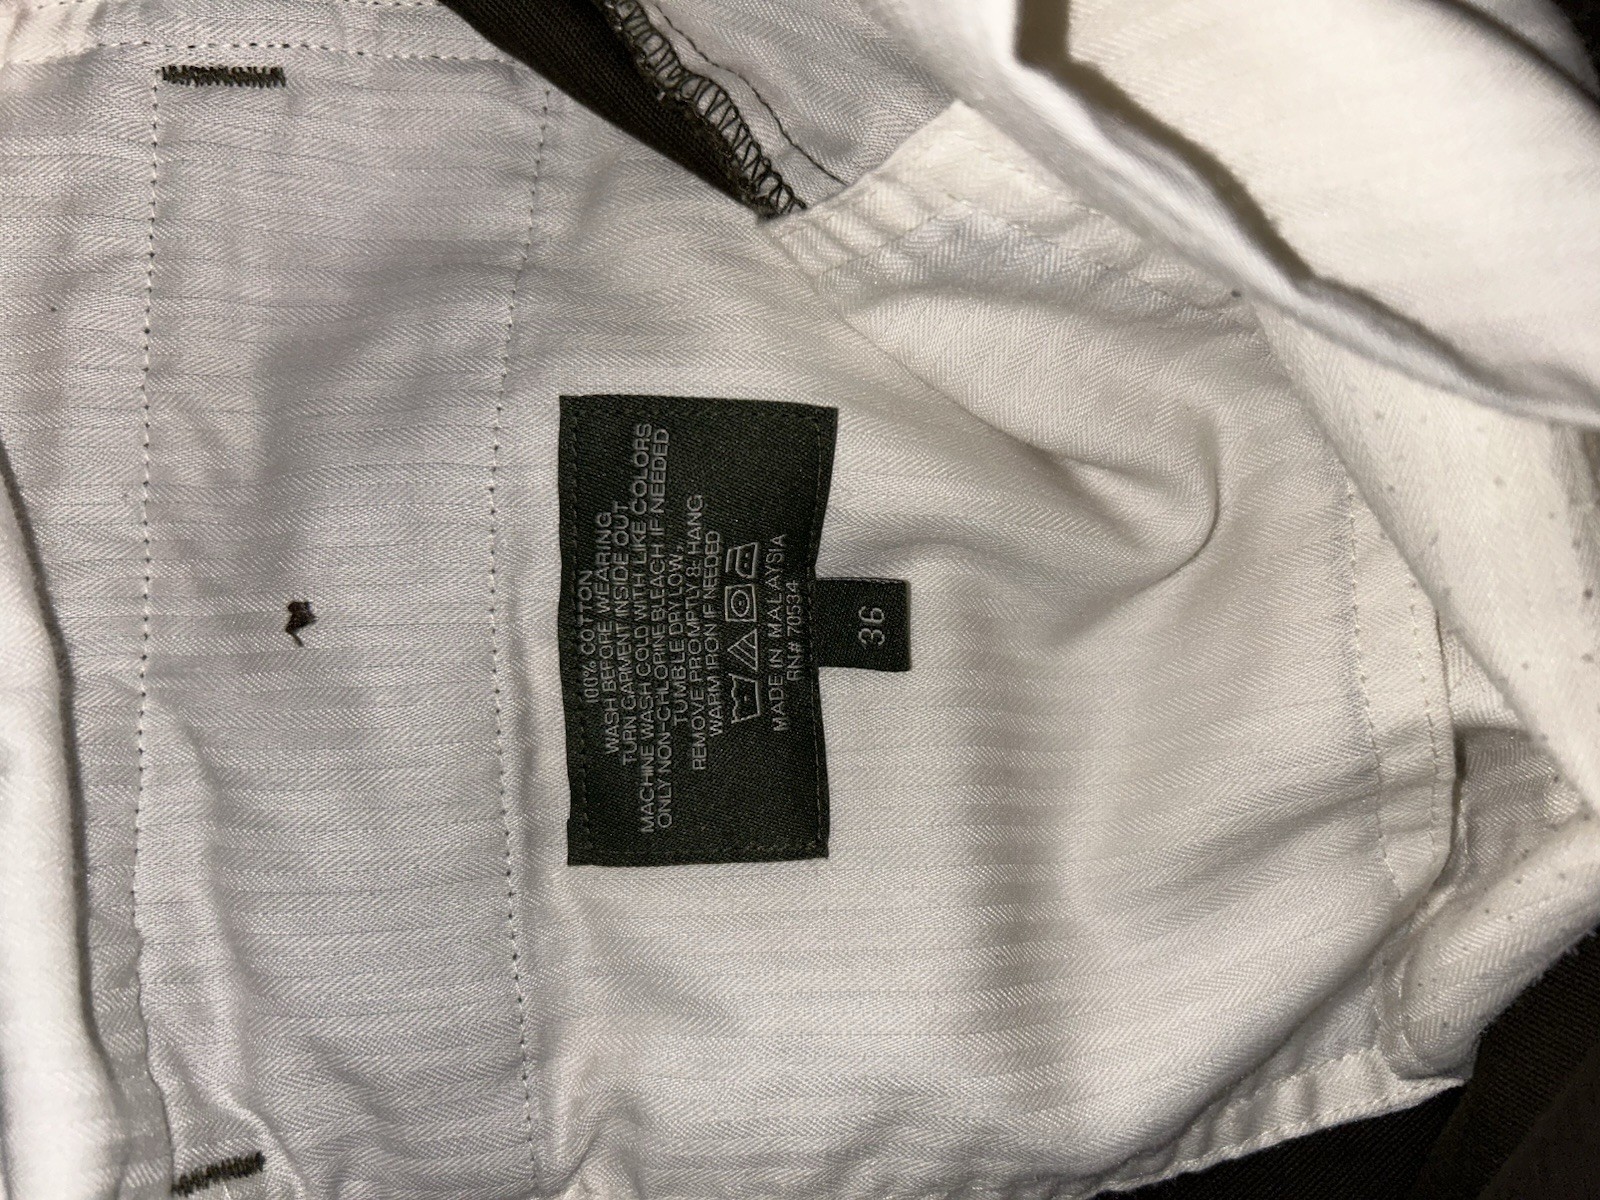 100% COTTON
WASH BEFORE WEARING
TURN GARMENT INSIDE OUT
MACHINE WASH COLD WITH LIKE COLORS
ONLY NON-CHLORINE BLEACH IF NEEDED
TUMBLE DRY LOW,
REMOVE PROMPTLY & HANG
WARM IRON IF NEEDED
MADE IN MALAYSIA
RN# 70534
36